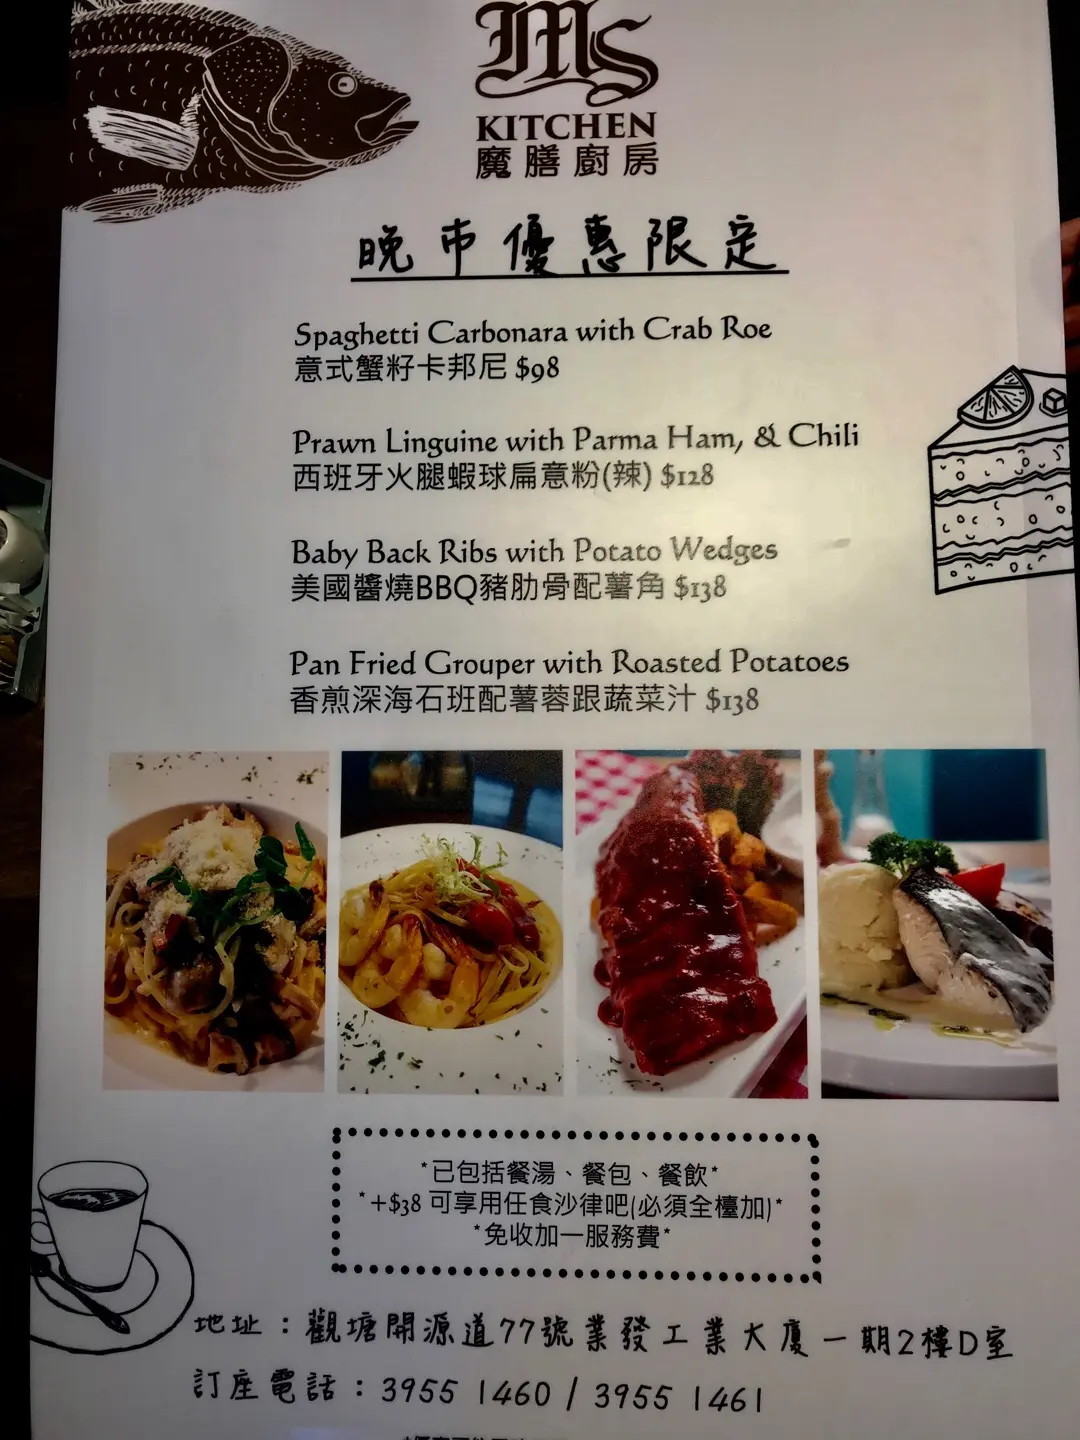 MS
KITCHEN
魔膳廚房
晚市優惠限定
Spaghetti Carbonara with Crab Roe
意式蟹籽卡邦尼 $98
Prawn Linguine with Parma Ham, & Chili
西班牙火腿蝦球扁意粉(辣) $128
Baby Back Ribs with Potato Wedges
美國醬燒BBQ豬肋骨配薯角 $138
Pan Fried Grouper with Roasted Potatoes
香煎深海石班配薯蓉跟蔬菜汁 $138
*已包括餐湯、餐包、餐飲*
*+$38 可享用任食沙律吧(必須全檯加)*
*免收加一服務費*
地址：觀塘開源道77號業發工業大廈一期2樓D室
訂座電話：3955 1460 / 3955 1461